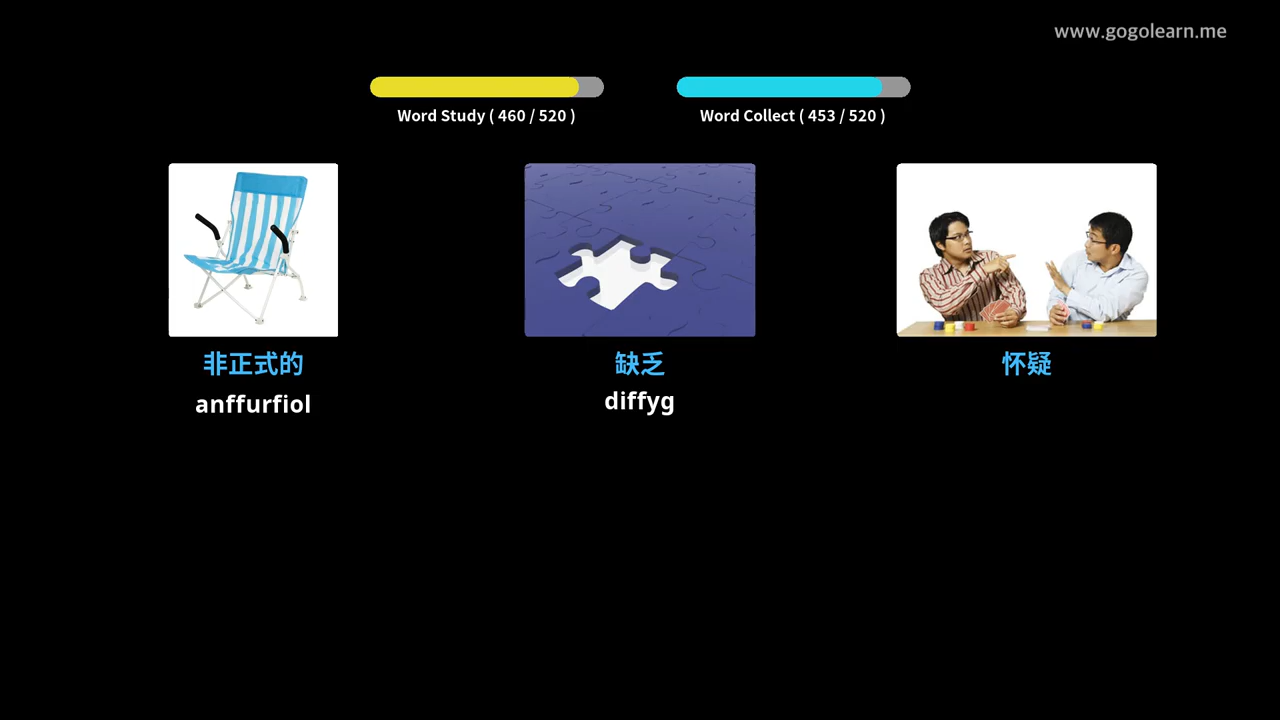 www.gogolearn.me
Word Study ( 460 / 520 )
Word Collect ( 453 / 520 )
非正式的
缺乏
怀疑
anffurfiol
diffyg